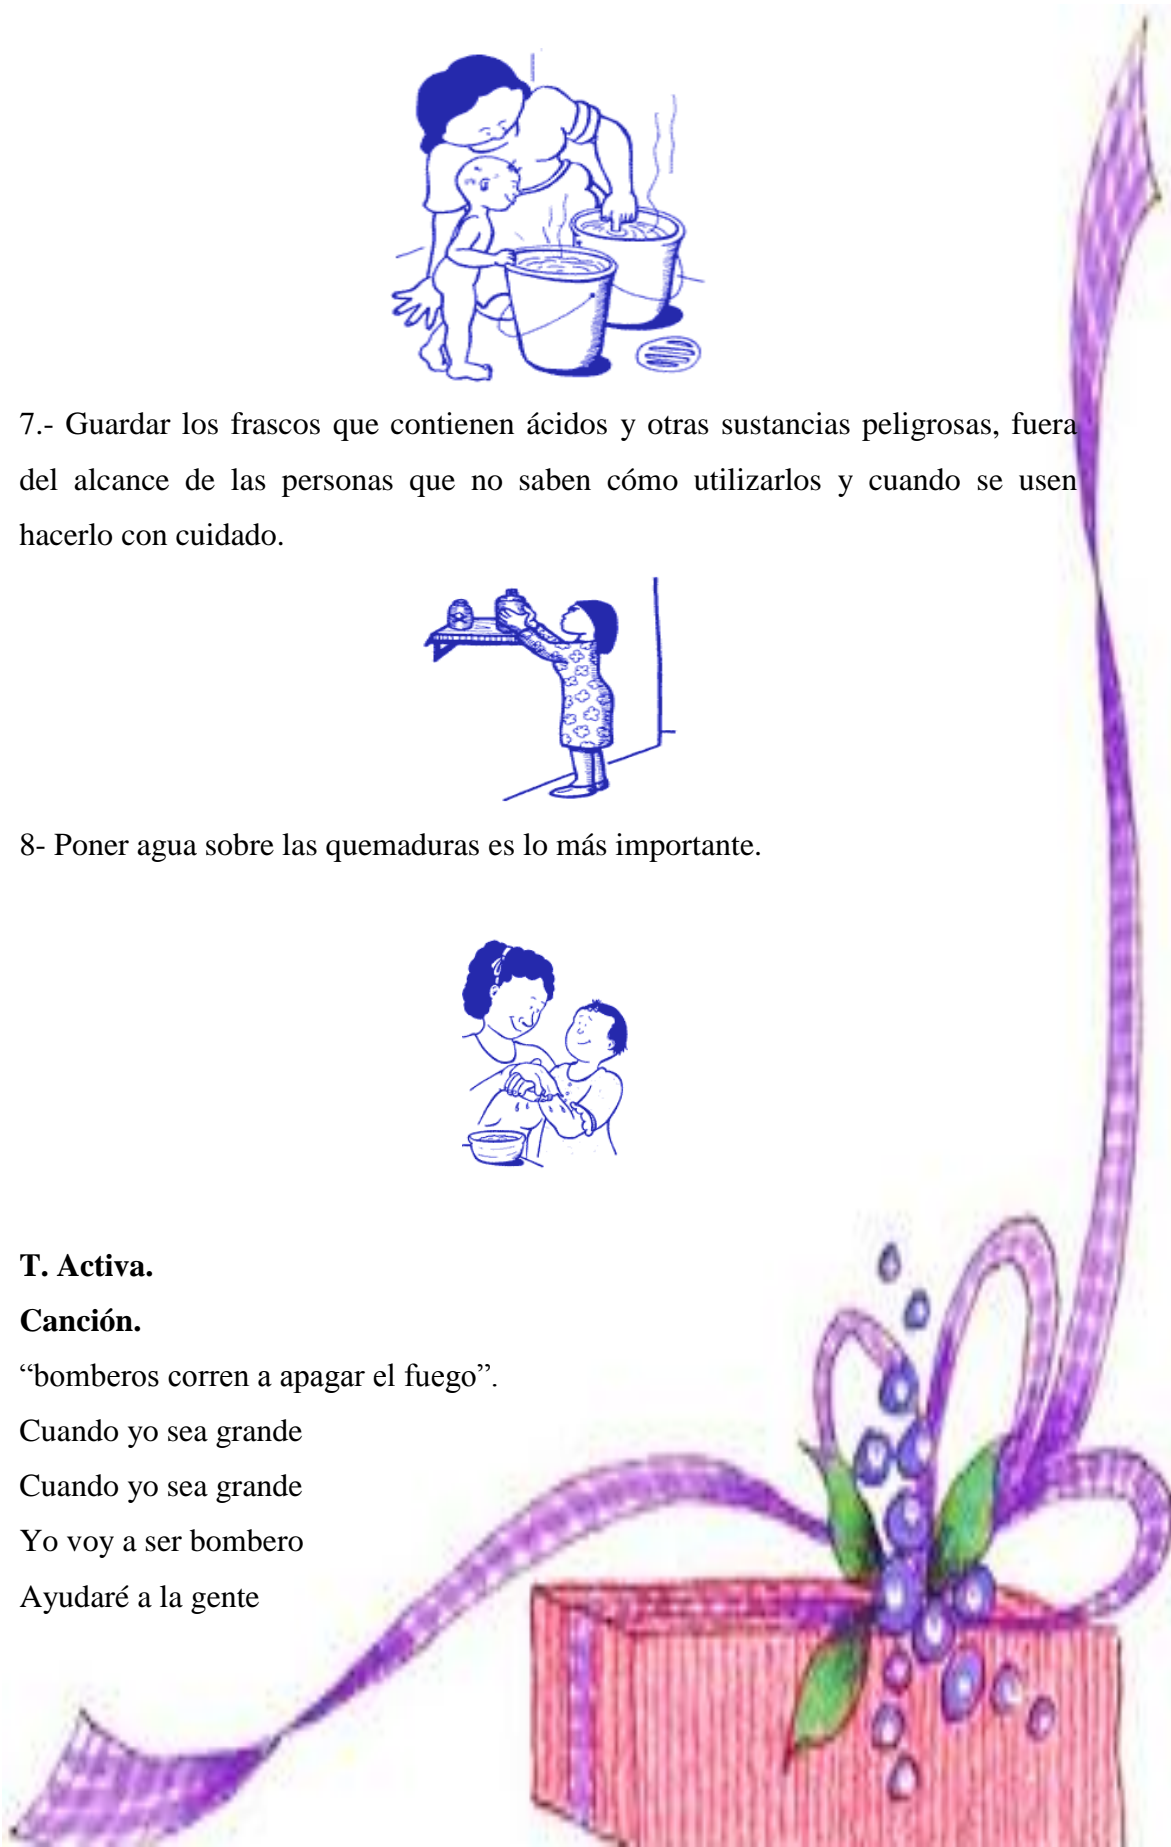 7.- Guardar los frascos que contienen ácidos y otras sustancias peligrosas, fuera
del alcance de las personas que no saben cómo utilizarlos y cuando se usen
hacerlo con cuidado.
8- Poner agua sobre las quemaduras es lo más importante.
T. Activa.
Canción.
“bomberos corren a apagar el fuego”.
Cuando yo sea grande
Cuando yo sea grande
Yo voy a ser bombero
Ayudaré a la gente